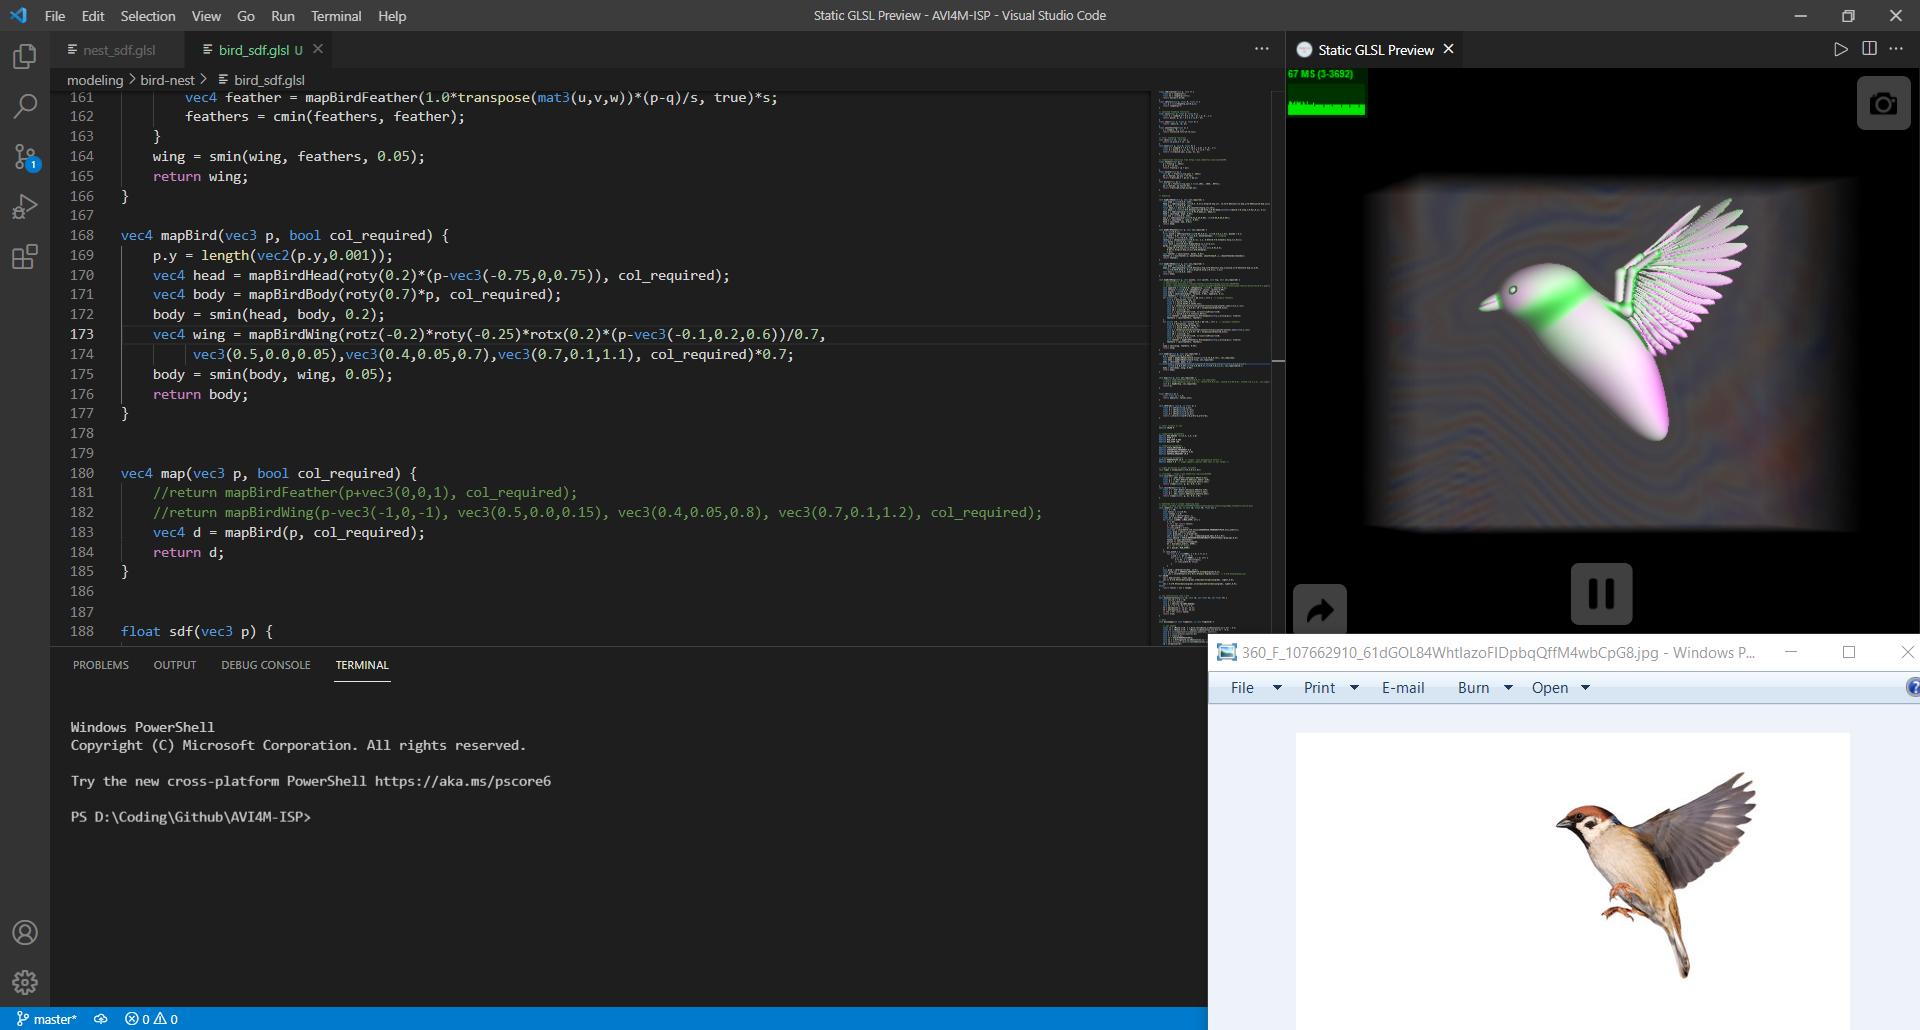 File Edit Selection View Go Run Terminal Help
Static GLSL Preview - AVI4M-ISP - Visual Studio Code
nest_sdf.glsl
bird_sdf.glsl U
Static GLSL Preview
modeling > bird-nest > bird_sdf.glsl
161 vec4 feather = mapBirdFeather(1.0*transpose(mat3(u,v,w))*(p-q)/s, true)*s;
162 feathers = cmin(feathers, feather);
163 }
164 wing = smin(wing, feathers, 0.05);
165 return wing;
166 }
167
168 vec4 mapBird(vec3 p, bool col_required) {
169 p.y = length(vec2(p.y,0.001));
170 vec4 head = mapBirdHead(roty(0.2)*(p-vec3(-0.75,0,0.75)), col_required);
171 vec4 body = mapBirdBody(roty(0.7)*p, col_required);
172 body = smin(head, body, 0.2);
173 vec4 wing = mapBirdWing(rotz(-0.2)*roty(-0.25)*rotx(0.2)*(p-vec3(-0.1,0.2,0.6))/0.7,
174 vec3(0.5,0.0,0.05),vec3(0.4,0.05,0.7),vec3(0.7,0.1,1.1), col_required)*0.7;
175 body = smin(body, wing, 0.05);
176 return body;
177 }
178
179
180 vec4 map(vec3 p, bool col_required) {
181 //return mapBirdFeather(p+vec3(0,0,1), col_required);
182 //return mapBirdWing(p-vec3(-1,0,-1), vec3(0.5,0.0,0.15), vec3(0.4,0.05,0.8), vec3(0.7,0.1,1.2), col_required);
183 vec4 d = mapBird(p, col_required);
184 return d;
185 }
186
187
188 float sdf(vec3 p) {
67 MS (3-3692)
PROBLEMS OUTPUT DEBUG CONSOLE TERMINAL
Windows PowerShell
Copyright (C) Microsoft Corporation. All rights reserved.
Try the new cross-platform PowerShell https://aka.ms/pscore6
PS D:\Coding\Github\AVI4M-ISP>
1
master*
0 0
360_F_107662910_61dGOL84WhtIazoFIDpbqQffM4wbCpG8.jpg - Windows P...
File Print E-mail Burn Open